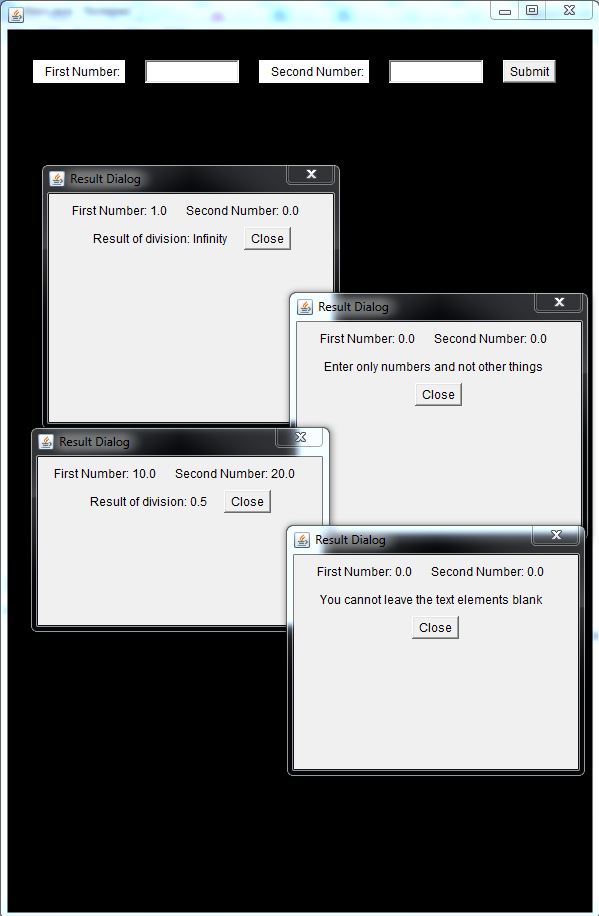 First Number: Second Number: Submit
Result Dialog
First Number: 1.0 Second Number: 0.0
Result of division: Infinity Close
Result Dialog
First Number: 0.0 Second Number: 0.0
Enter only numbers and not other things
Close
Result Dialog
First Number: 10.0 Second Number: 20.0
Result of division: 0.5 Close
Result Dialog
First Number: 0.0 Second Number: 0.0
You cannot leave the text elements blank
Close